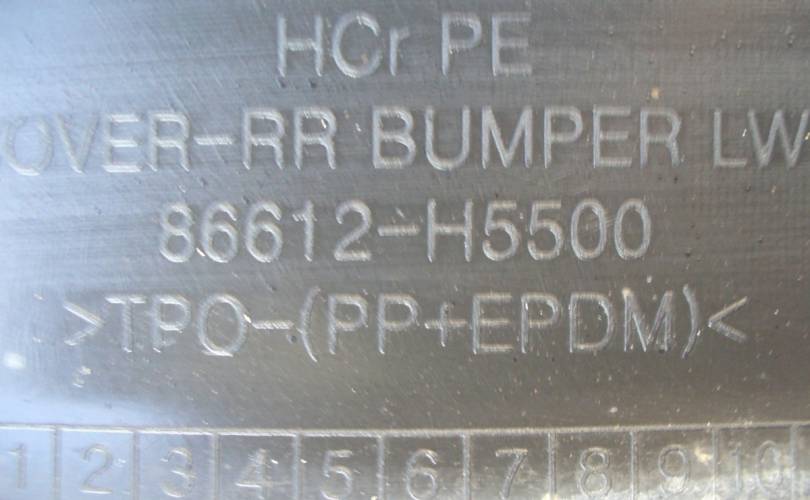 HCr PE
OVER-RR BUMPER LW
86612-H5500
>TPO-(PP+EPDM)<
1 2 3 4 5 6 7 8 9 10